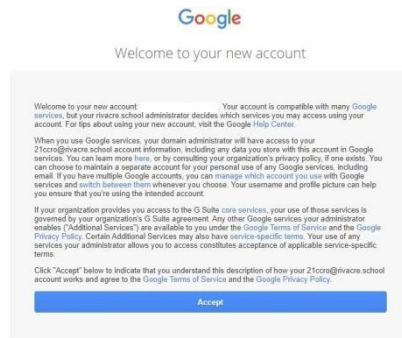 Google
Welcome to your new account
Welcome to your new account: . Your account is compatible with many Google
services, but your rivacre.school administrator decides which services you may access using your
account. For tips about using your new account, visit the Google Help Center.
When you use Google services, your domain administrator will have access to your
21ccro@rivacre.school account information, including any data you store with this account in Google
services. You can learn more here, or by consulting your organization's privacy policy, if one exists. You
can choose to maintain a separate account for your personal use of any Google services, including
email. If you have multiple Google accounts, you can manage which account you use with Google
services and switch between them whenever you choose. Your username and profile picture can help
you ensure that you're using the intended account.
If your organization provides you access to the G Suite core services, your use of those services is
governed by your organization's G Suite agreement. Any other Google services your administrator
enables ("Additional Services") are available to you under the Google Terms of Service and the Google
Privacy Policy. Certain Additional Services may also have service-specific terms. Your use of any
services your administrator allows you to access constitutes acceptance of applicable service-specific
terms.
Click "Accept" below to indicate that you understand this description of how your 21ccro@rivacre.school
account works and agree to the Google Terms of Service and the Google Privacy Policy.
Accept